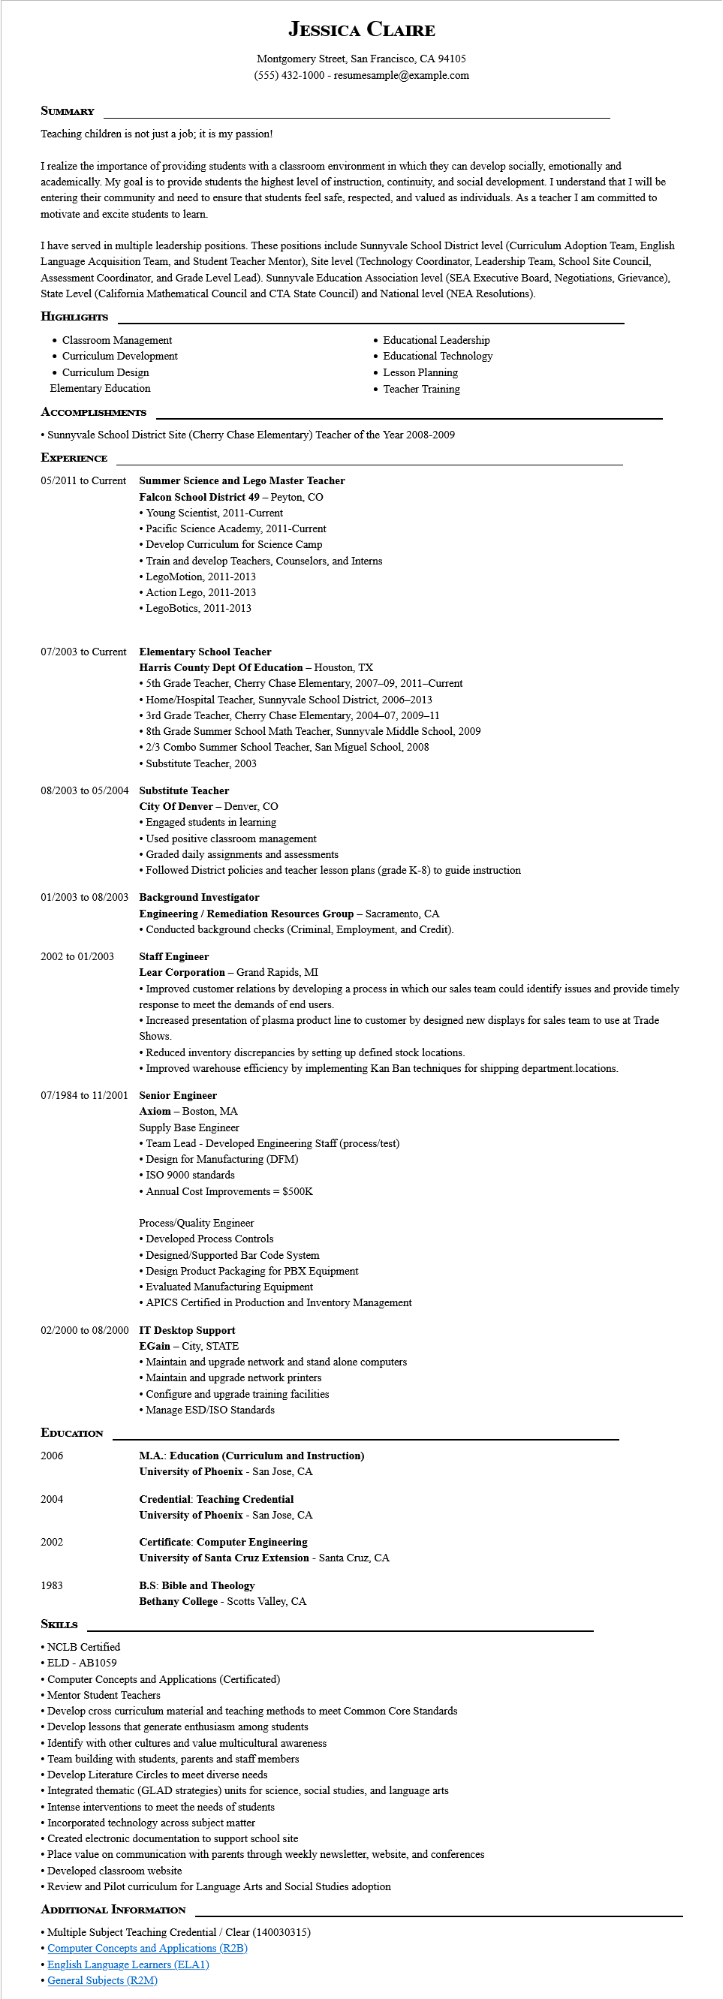 Jessica Claire
Montgomery Street, San Francisco, CA 94105
(555) 432-1000 - resumesample@example.com
Summary
Teaching children is not just a job; it is my passion!
I realize the importance of providing students with a classroom environment in which they can develop socially, emotionally and
academically. My goal is to provide students the highest level of instruction, continuity, and social development. I understand that I will be
entering their community and need to ensure that students feel safe, respected, and valued as individuals. As a teacher I am committed to
motivate and excite students to learn.
I have served in multiple leadership positions. These positions include Sunnyvale School District level (Curriculum Adoption Team, English
Language Acquisition Team, and Student Teacher Mentor), Site level (Technology Coordinator, Leadership Team, School Site Council,
Assessment Coordinator, and Grade Level Lead). Sunnyvale Education Association level (SEA Executive Board, Negotiations, Grievance),
State Level (California Mathematical Council and CTA State Council) and National level (NEA Resolutions).
Highlights
• Classroom Management
• Curriculum Development
• Curriculum Design
Elementary Education
• Educational Leadership
• Educational Technology
• Lesson Planning
• Teacher Training
Accomplishments
• Sunnyvale School District Site (Cherry Chase Elementary) Teacher of the Year 2008-2009
Experience
05/2011 to Current Summer Science and Lego Master Teacher
Falcon School District 49 – Peyton, CO
• Young Scientist, 2011-Current
• Pacific Science Academy, 2011-Current
• Develop Curriculum for Science Camp
• Train and develop Teachers, Counselors, and Interns
• LegoMotion, 2011-2013
• Action Lego, 2011-2013
• LegoBotics, 2011-2013
07/2003 to Current Elementary School Teacher
Harris County Dept Of Education – Houston, TX
• 5th Grade Teacher, Cherry Chase Elementary, 2007–09, 2011–Current
• Home/Hospital Teacher, Sunnyvale School District, 2006–2013
• 3rd Grade Teacher, Cherry Chase Elementary, 2004–07, 2009–11
• 8th Grade Summer School Math Teacher, Sunnyvale Middle School, 2009
• 2/3 Combo Summer School Teacher, San Miguel School, 2008
• Substitute Teacher, 2003
08/2003 to 05/2004 Substitute Teacher
City Of Denver – Denver, CO
• Engaged students in learning
• Used positive classroom management
• Graded daily assignments and assessments
• Followed District policies and teacher lesson plans (grade K-8) to guide instruction
01/2003 to 08/2003 Background Investigator
Engineering / Remediation Resources Group – Sacramento, CA
• Conducted background checks (Criminal, Employment, and Credit).
2002 to 01/2003 Staff Engineer
Lear Corporation – Grand Rapids, MI
• Improved customer relations by developing a process in which our sales team could identify issues and provide timely
response to meet the demands of end users.
• Increased presentation of plasma product line to customer by designed new displays for sales team to use at Trade
Shows.
• Reduced inventory discrepancies by setting up defined stock locations.
• Improved warehouse efficiency by implementing Kan Ban techniques for shipping department.locations.
07/1984 to 11/2001 Senior Engineer
Axiom – Boston, MA
Supply Base Engineer
• Team Lead - Developed Engineering Staff (process/test)
• Design for Manufacturing (DFM)
• ISO 9000 standards
• Annual Cost Improvements = $500K
Process/Quality Engineer
• Developed Process Controls
• Designed/Supported Bar Code System
• Design Product Packaging for PBX Equipment
• Evaluated Manufacturing Equipment
• APICS Certified in Production and Inventory Management
02/2000 to 08/2000 IT Desktop Support
EGain – City, STATE
• Maintain and upgrade network and stand alone computers
• Maintain and upgrade network printers
• Configure and upgrade training facilities
• Manage ESD/ISO Standards
Education
2006 M.A.: Education (Curriculum and Instruction)
University of Phoenix - San Jose, CA
2004 Credential: Teaching Credential
University of Phoenix - San Jose, CA
2002 Certificate: Computer Engineering
University of Santa Cruz Extension - Santa Cruz, CA
1983 B.S: Bible and Theology
Bethany College - Scotts Valley, CA
Skills
• NCLB Certified
• ELD - AB1059
• Computer Concepts and Applications (Certificated)
• Mentor Student Teachers
• Develop cross curriculum material and teaching methods to meet Common Core Standards
• Develop lessons that generate enthusiasm among students
• Identify with other cultures and value multicultural awareness
• Team building with students, parents and staff members
• Develop Literature Circles to meet diverse needs
• Integrated thematic (GLAD strategies) units for science, social studies, and language arts
• Intense interventions to meet the needs of students
• Incorporated technology across subject matter
• Created electronic documentation to support school site
• Place value on communication with parents through weekly newsletter, website, and conferences
• Developed classroom website
• Review and Pilot curriculum for Language Arts and Social Studies adoption
Additional Information
• Multiple Subject Teaching Credential / Clear (140030315)
• Computer Concepts and Applications (R2B)
• English Language Learners (ELA1)
• General Subjects (R2M)